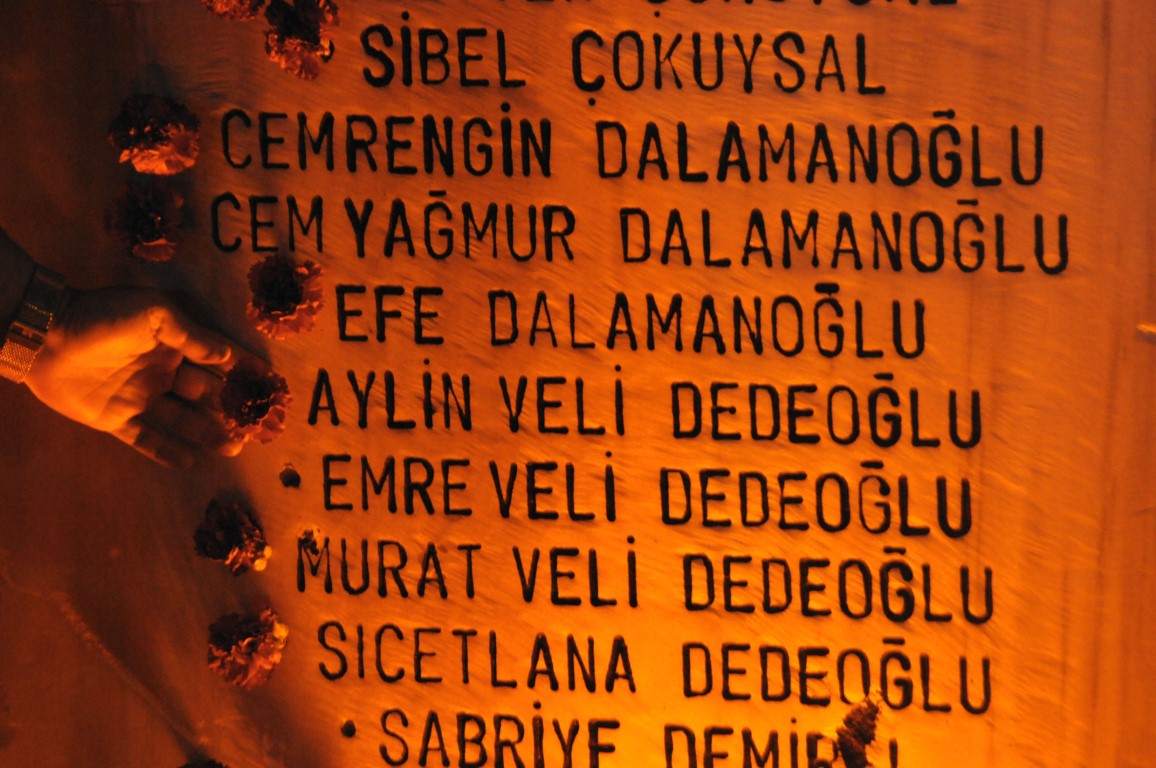 SİBEL ÇOKUYSAL
CEMRENGİN DALAMANOĞLU
CEM YAĞMUR DALAMANOĞLU
EFE DALAMANOĞLU
AYLİN VELİ DEDEOĞLU
EMRE VELİ DEDEOĞLU
MURAT VELİ DEDEOĞLU
SICETLANA DEDEOĞLU
SABRİYE